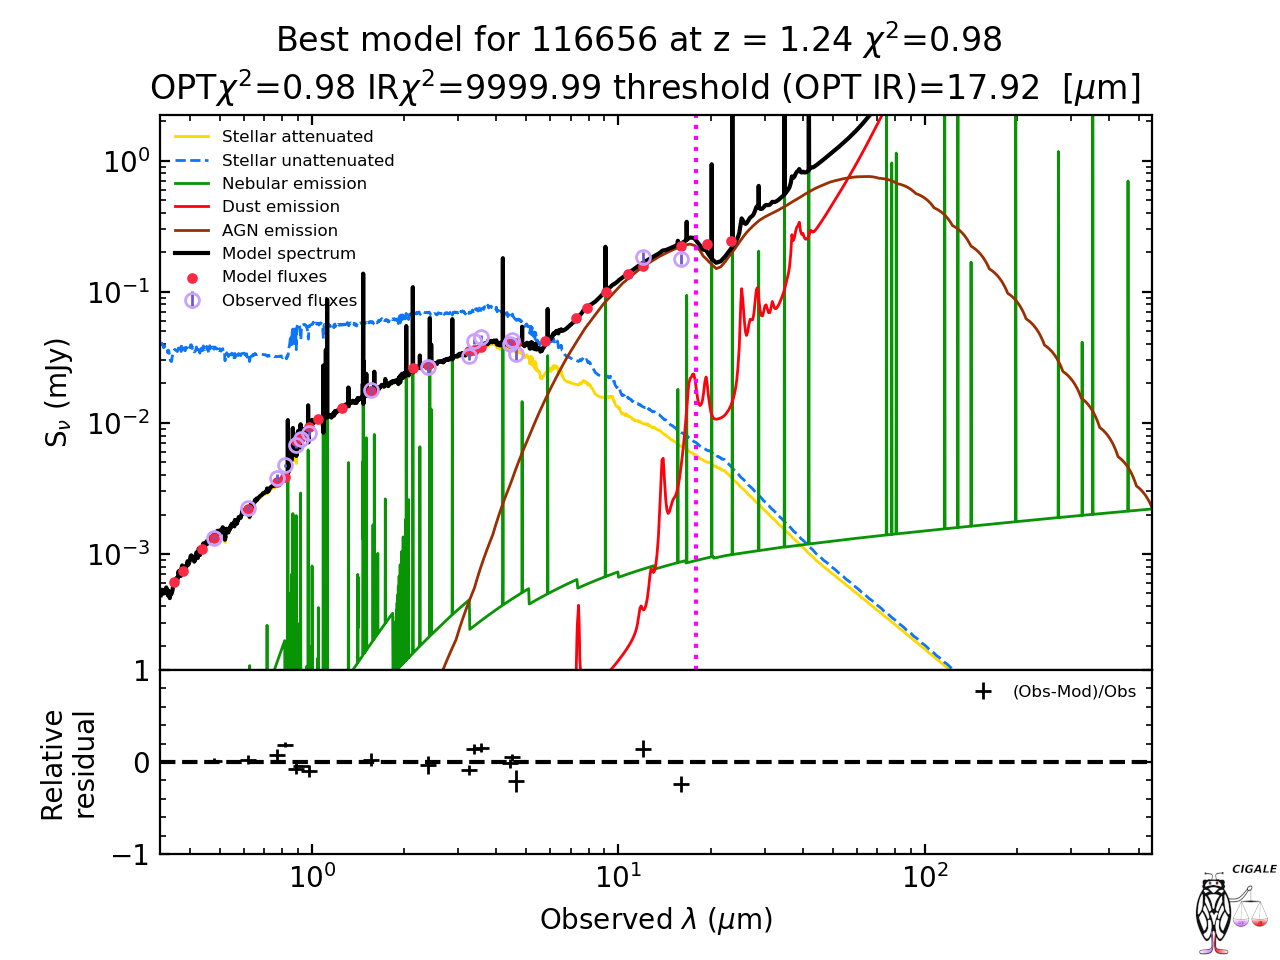 Best model for 116656 at z = 1.24 χ²=0.98
OPTχ²=0.98 IRχ²=9999.99 threshold (OPT IR)=17.92 [μm]
Stellar attenuated
Stellar unattenuated
Nebular emission
Dust emission
AGN emission
Model spectrum
Model fluxes
Observed fluxes
10⁰
10⁻¹
10⁻²
10⁻³
S_ν (mJy)
1
0
−1
Relative
residual
(Obs-Mod)/Obs
10⁰ 10¹ 10²
Observed λ (μm)
CIGALE